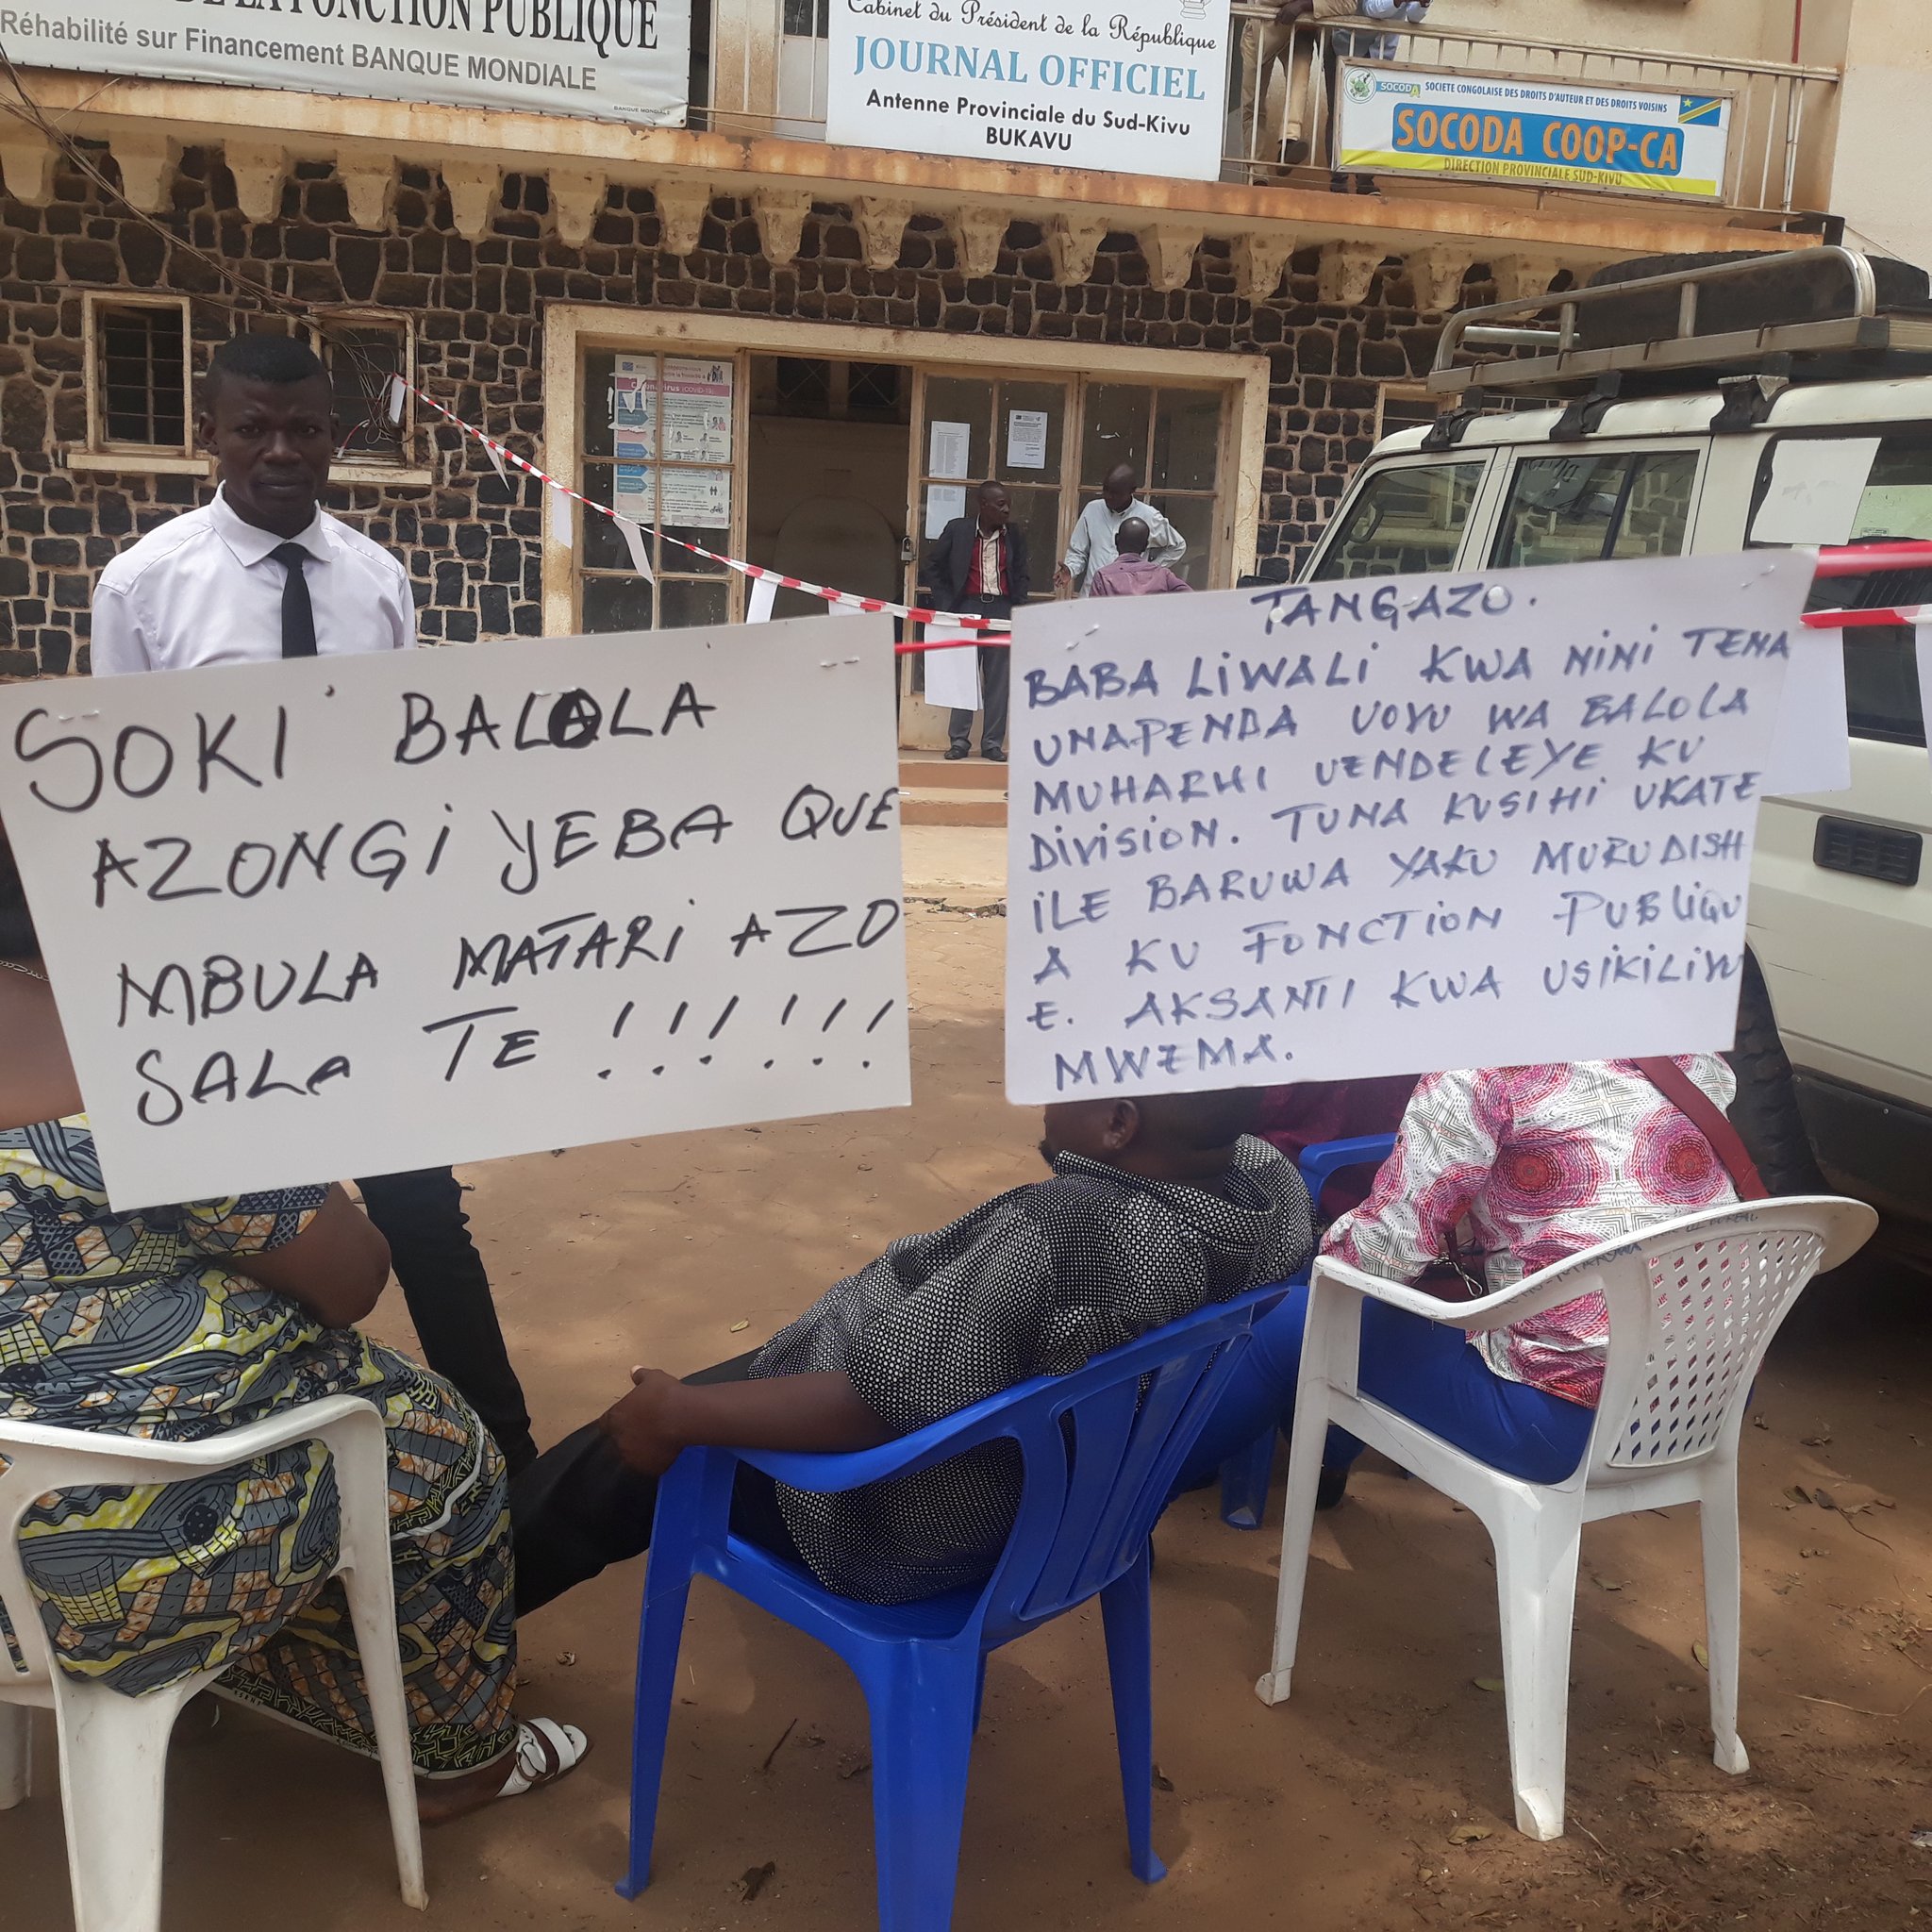 DE LA FONCTION PUBLIQUE
Réhabilité sur Financement BANQUE MONDIALE
BANQUE MONDIALE
Cabinet du Président de la République
JOURNAL OFFICIEL
Antenne Provinciale du Sud-Kivu
BUKAVU
SOCODA SOCIETE CONGOLAISE DES DROITS D'AUTEUR ET DES DROITS VOISINS
SOCODA COOP-CA
DIRECTION PROVINCIALE SUD-KIVU
SOKI BALOLA
AZONGI YEBA QUE
MBULA MATARI AZO
SALA TE !!! !!!
TANGAZO.
BABA LIWALI KWA NINI TENA
UNAPENDA UOVU WA BALOLA
MUHARHI UENDELEYE KU
DIVISION. TUNA KUSIHI UKATE
ILE BARUWA YAKU MURUDISH
A KU FONCTION PUBLIQU
E. AKSANTI KWA USIKILIVU
MWEMA.